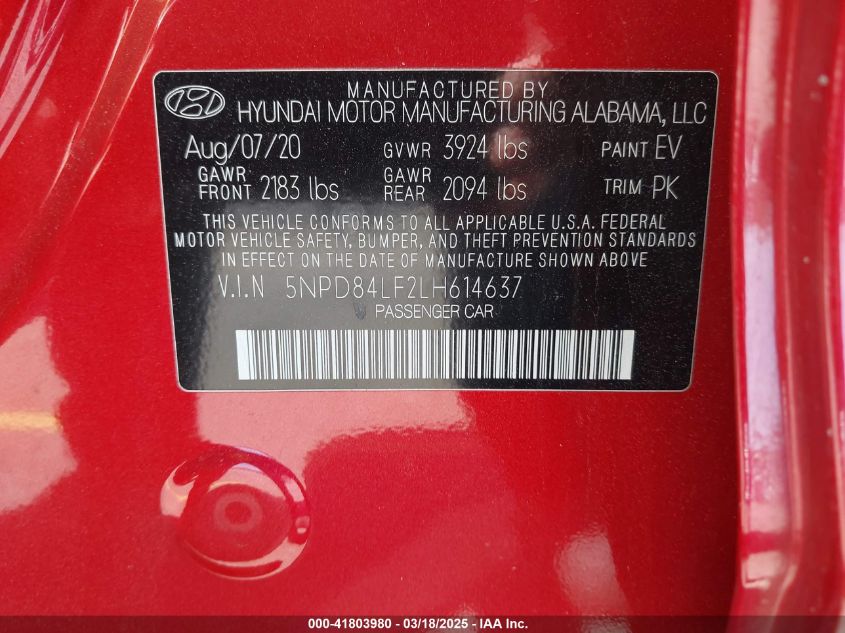 MANUFACTURED BY
HYUNDAI MOTOR MANUFACTURING ALABAMA, LLC
Aug/07/20 GVWR 3924 lbs PAINT EV
GAWR FRONT 2183 lbs GAWR REAR 2094 lbs TRIM PK
THIS VEHICLE CONFORMS TO ALL APPLICABLE U.S.A. FEDERAL
MOTOR VEHICLE SAFETY, BUMPER, AND THEFT PREVENTION STANDARDS
IN EFFECT ON THE DATE OF MANUFACTURE SHOWN ABOVE
V.I.N 5NPD84LF2LH614637
PASSENGER CAR
000-41803980 - 03/18/2025 - IAA Inc.